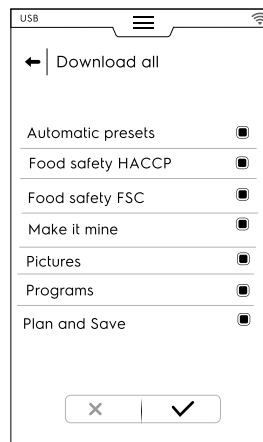 USB
Download all
Automatic presets
Food safety HACCP
Food safety FSC
Make it mine
Pictures
Programs
Plan and Save